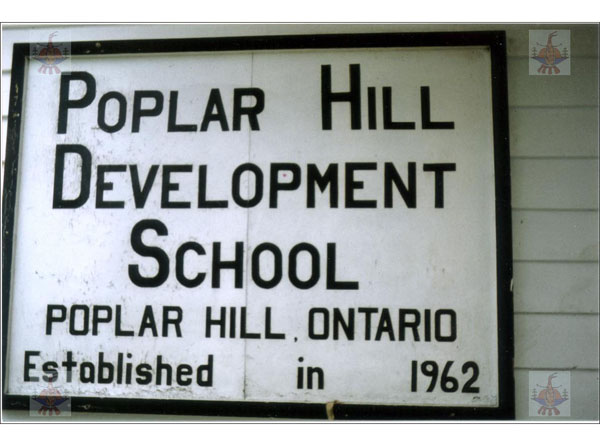 POPLAR HILL
DEVELOPMENT
SCHOOL
POPLAR HILL, ONTARIO
Established in 1962